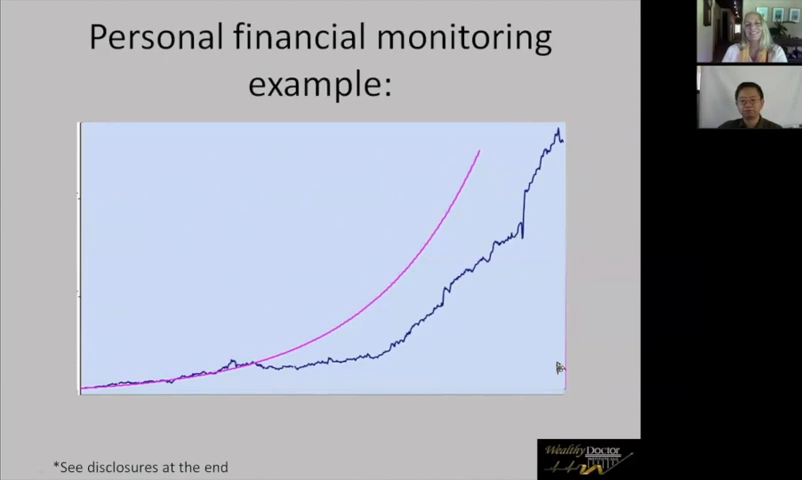 Personal financial monitoring
example:
*See disclosures at the end
Wealthy Doctor